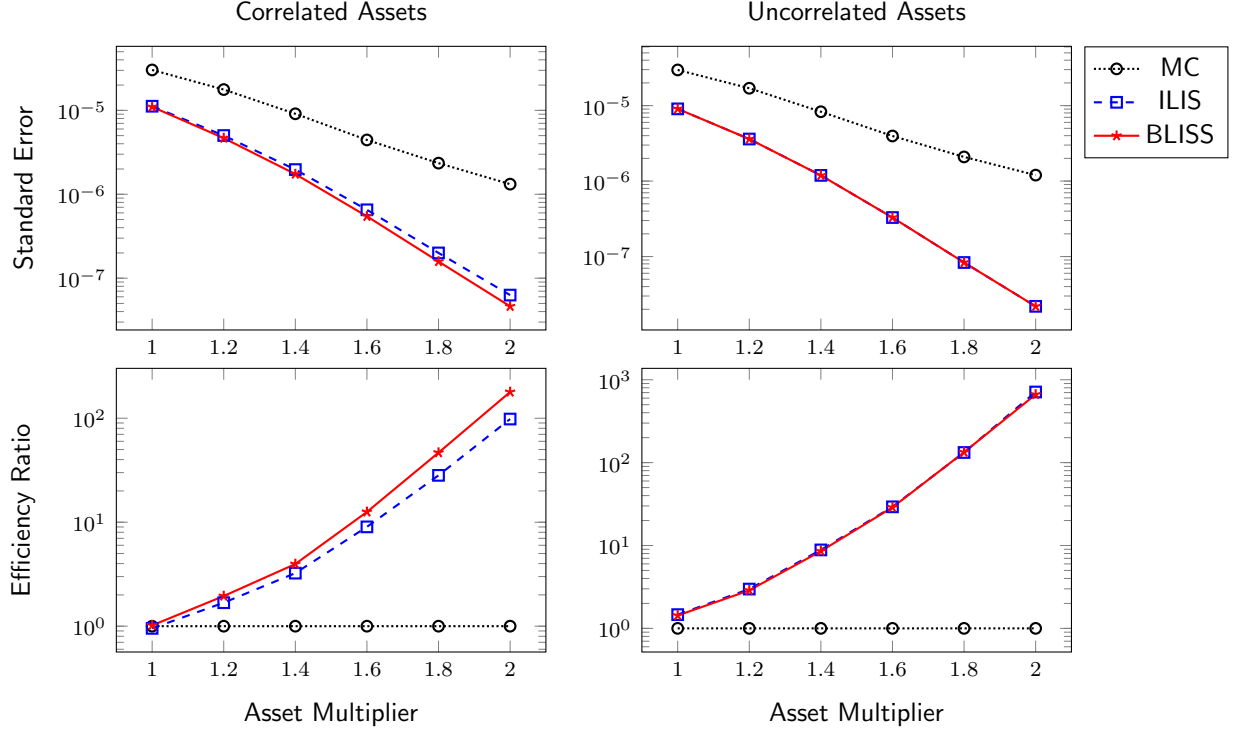 Correlated Assets
Uncorrelated Assets
MC
ILIS
BLISS
Standard Error
10^-5
10^-6
10^-7
1 1.2 1.4 1.6 1.8 2
10^-5
10^-6
10^-7
1 1.2 1.4 1.6 1.8 2
Efficiency Ratio
10^2
10^1
10^0
1 1.2 1.4 1.6 1.8 2
10^3
10^2
10^1
10^0
1 1.2 1.4 1.6 1.8 2
Asset Multiplier
Asset Multiplier